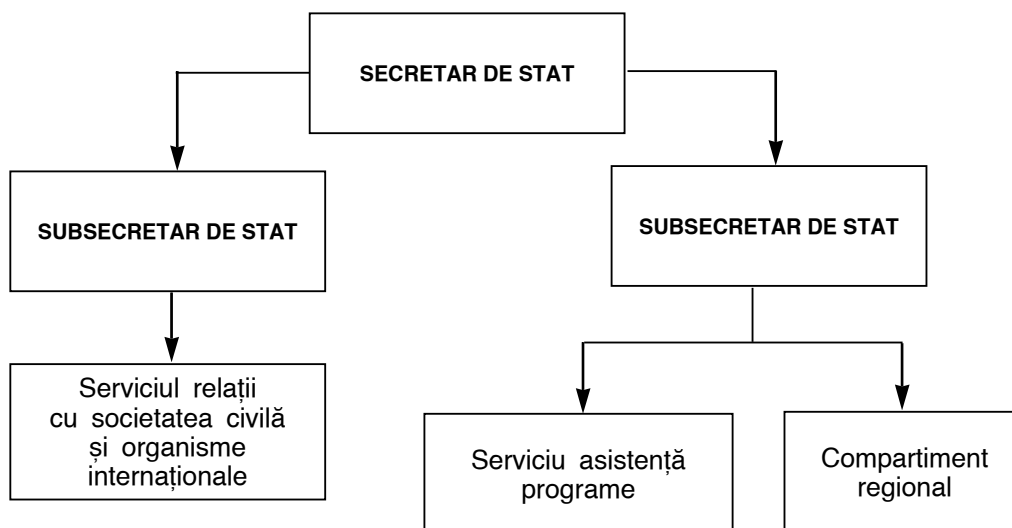 SECRETAR DE STAT
SUBSECRETAR DE STAT
SUBSECRETAR DE STAT
Serviciul relații
cu societatea civilă
și organisme
internaționale
Serviciu asistență
programe
Compartiment
regional